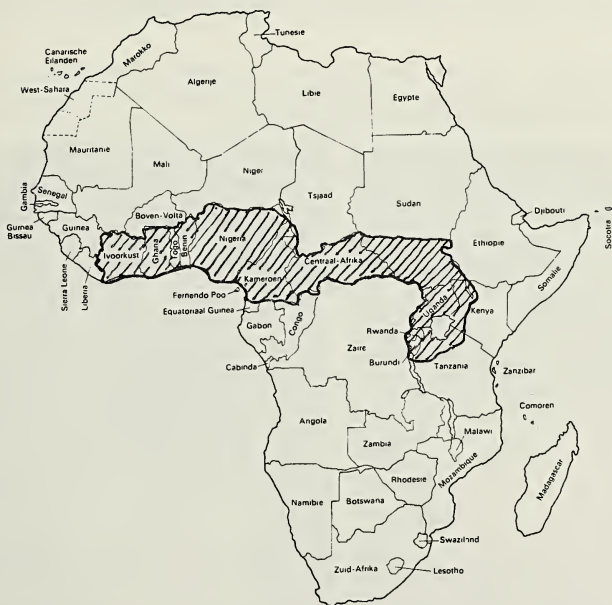 Tunesie
Canarische
Eilanden
Marokko
Algerije
Libie
Egypte
West-Sahara
Mauritanie
Mali
Niger
Tsjaad
Sudan
Djibouti
Socotra
Gambia
Senegal
Guinea
Bissau
Guinea
Boven-Volta
Sierra Leone
Liberia
Ivoorkust
Ghana
Togo
Benin
Nigeria
Kameroen
Centraal-Afrika
Ethiopie
Somalie
Fernendo Poo
Equatoriaal Guinea
Gabon
Congo
Cabinda
Zaire
Uganda
Kenya
Rwanda
Burundi
Tanzania
Zanzibar
Comoren
Angola
Zambia
Malawi
Mozambique
Madagascar
Rhodesie
Namibie
Botswana
Swaziland
Zuid-Afrika
Lesotho